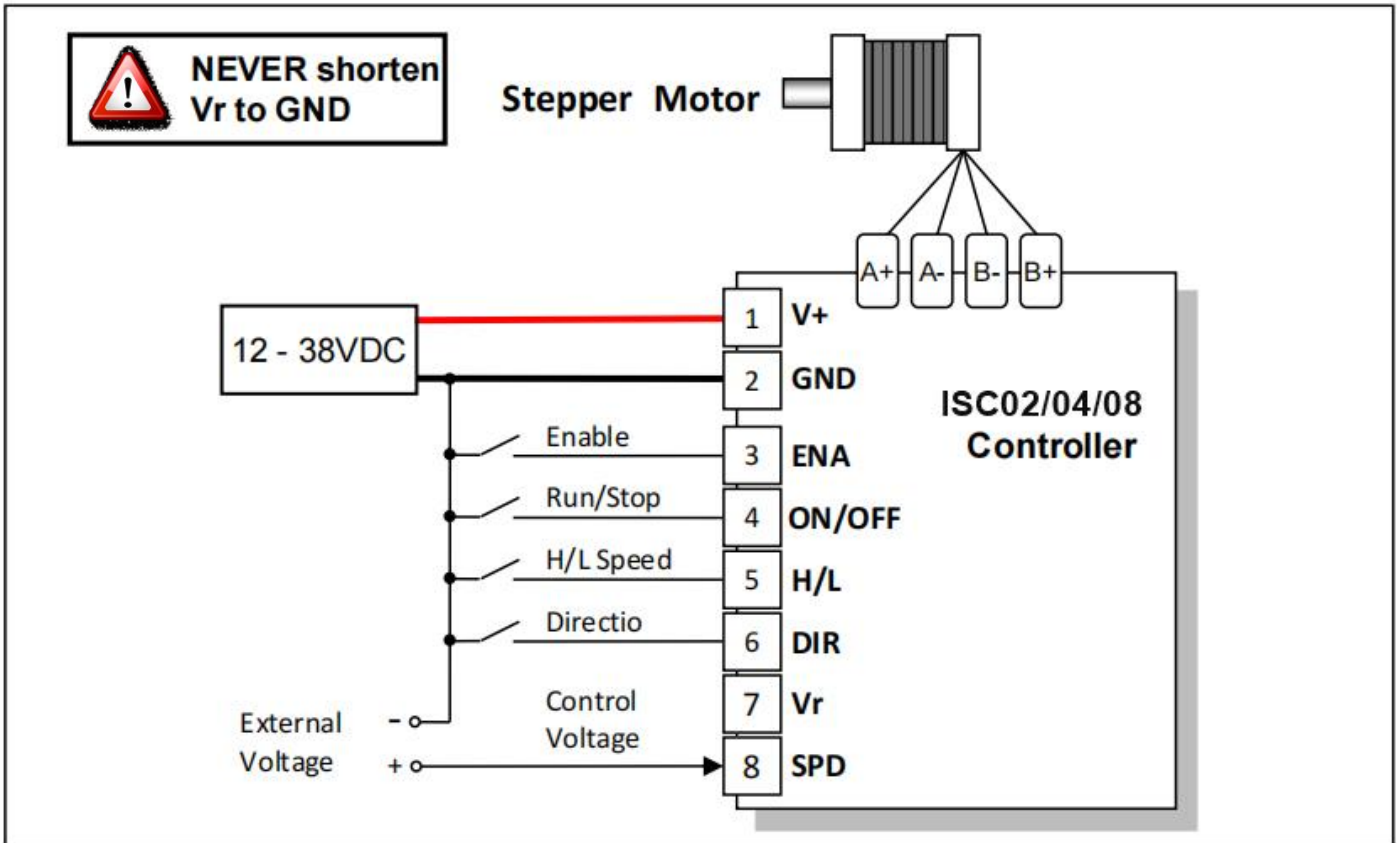 !
NEVER shorten
Vr to GND
Stepper Motor
A+ A- B- B+
12 - 38VDC
1 V+
2 GND
ISC02/04/08
Controller
Enable
3 ENA
Run/Stop
4 ON/OFF
H/L Speed
5 H/L
Directio
6 DIR
7 Vr
External
Voltage
-
+
Control
Voltage
8 SPD